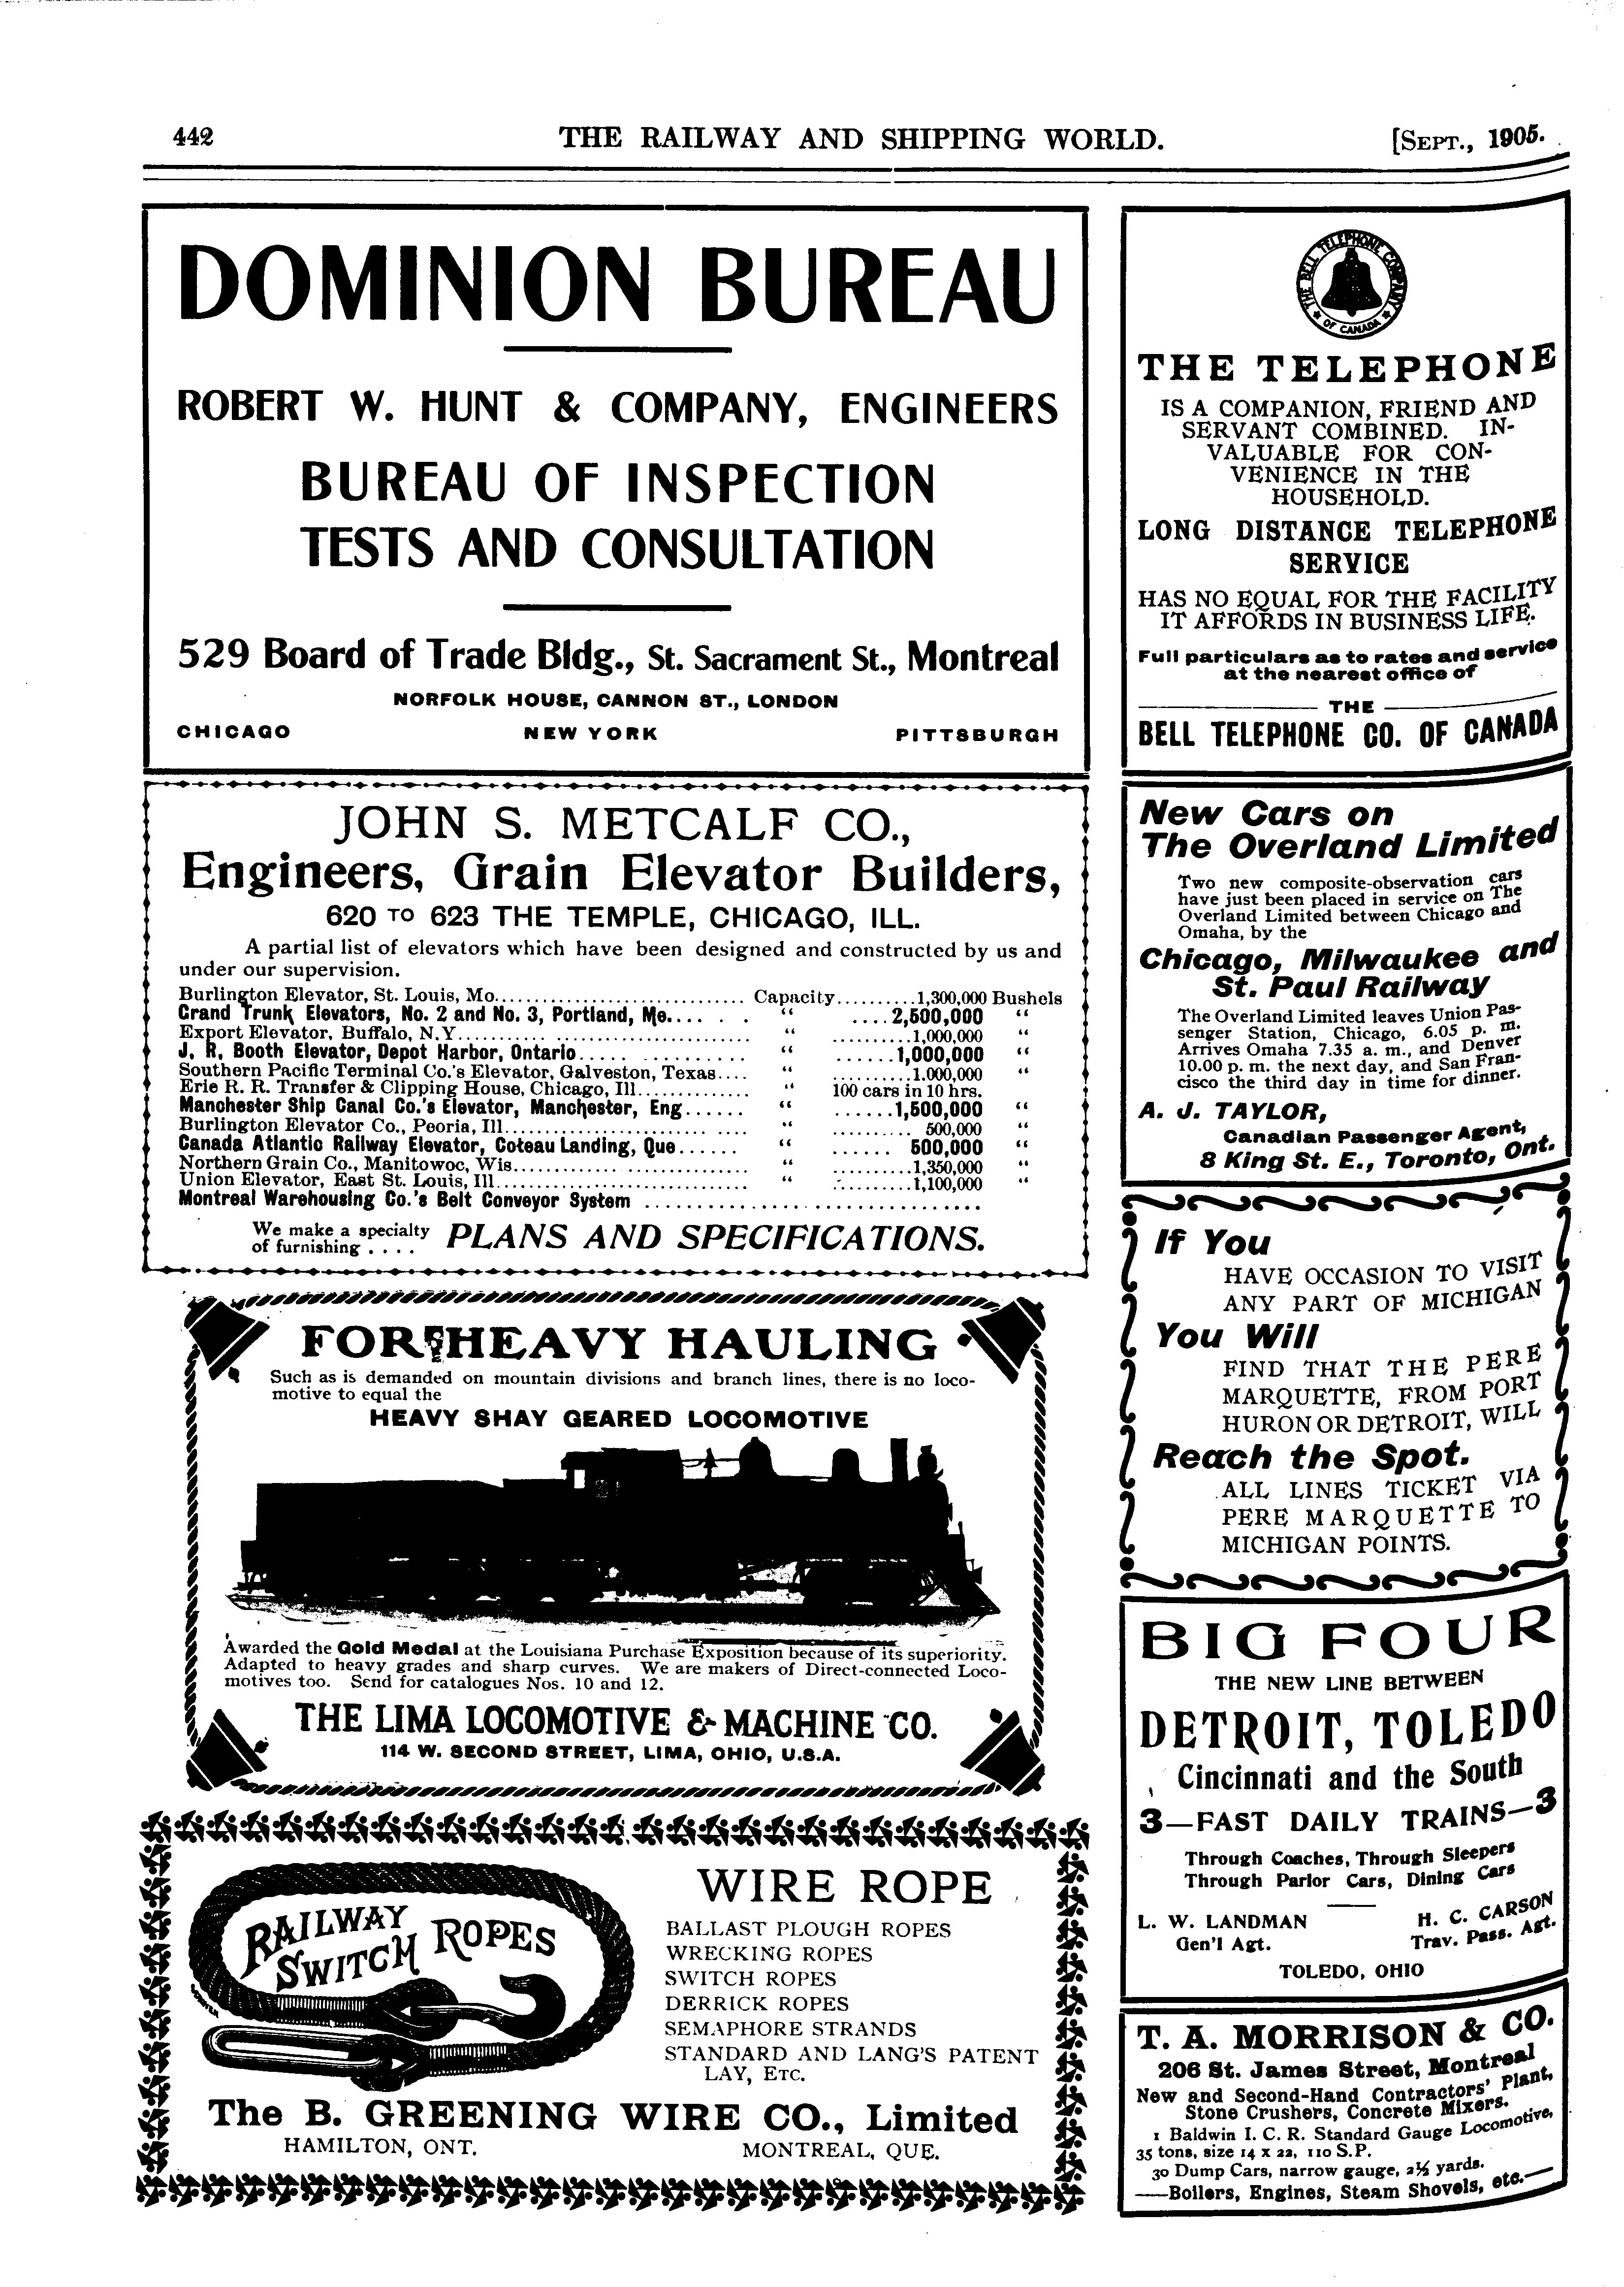 442
THE RAILWAY AND SHIPPING WORLD.
[SEPT., 1905.
DOMINION BUREAU
ROBERT W. HUNT & COMPANY, ENGINEERS
BUREAU OF INSPECTION
TESTS AND CONSULTATION
529 Board of Trade Bldg., St. Sacrament St., Montreal
NORFOLK HOUSE, CANNON ST., LONDON
CHICAGO NEW YORK PITTSBURGH
JOHN S. METCALF CO.,
Engineers, Grain Elevator Builders,
620 TO 623 THE TEMPLE, CHICAGO, ILL.
A partial list of elevators which have been designed and constructed by us and
under our supervision.
Burlington Elevator, St. Louis, Mo. Capacity 1,300,000 Bushels
Grand Trunk Elevators, No. 2 and No. 3, Portland, Me. " 2,500,000 "
Export Elevator, Buffalo, N.Y. " 1,000,000 "
J. R. Booth Elevator, Depot Harbor, Ontario " 1,000,000 "
Southern Pacific Terminal Co.'s Elevator, Galveston, Texas " 1,000,000 "
Erie R. R. Transfer & Clipping House, Chicago, Ill. " 100 cars in 10 hrs.
Manchester Ship Canal Co.'s Elevator, Manchester, Eng. " 1,500,000 "
Burlington Elevator Co., Peoria, Ill. " 500,000 "
Canada Atlantic Railway Elevator, Coteau Landing, Que. " 500,000 "
Northern Grain Co., Manitowoc, Wis. " 1,350,000 "
Union Elevator, East St. Louis, Ill. " 1,100,000 "
Montreal Warehousing Co.'s Belt Conveyor System
We make a specialty
of furnishing .... PLANS AND SPECIFICATIONS.
FOR HEAVY HAULING
Such as is demanded on mountain divisions and branch lines, there is no loco-
motive to equal the
HEAVY SHAY GEARED LOCOMOTIVE
Awarded the Gold Medal at the Louisiana Purchase Exposition because of its superiority.
Adapted to heavy grades and sharp curves. We are makers of Direct-connected Loco-
motives too. Send for catalogues Nos. 10 and 12.
THE LIMA LOCOMOTIVE & MACHINE CO.
114 W. SECOND STREET, LIMA, OHIO, U.S.A.
RAILWAY
SWITCH ROPES
WIRE ROPE
BALLAST PLOUGH ROPES
WRECKING ROPES
SWITCH ROPES
DERRICK ROPES
SEMAPHORE STRANDS
STANDARD AND LANG'S PATENT
LAY, ETC.
The B. GREENING WIRE CO., Limited
HAMILTON, ONT. MONTREAL, QUE.
THE BELL TELEPHONE COMPANY
OF CANADA
THE TELEPHONE
IS A COMPANION, FRIEND AND
SERVANT COMBINED. IN-
VALUABLE FOR CON-
VENIENCE IN THE
HOUSEHOLD.
LONG DISTANCE TELEPHONE
SERVICE
HAS NO EQUAL FOR THE FACILITY
IT AFFORDS IN BUSINESS LIFE.
Full particulars as to rates and service
at the nearest office of
THE
BELL TELEPHONE CO. OF CANADA
New Cars on
The Overland Limited
Two new composite-observation cars
have just been placed in service on The
Overland Limited between Chicago and
Omaha, by the
Chicago, Milwaukee and
St. Paul Railway
The Overland Limited leaves Union Pas-
senger Station, Chicago, 6.05 p. m.
Arrives Omaha 7.35 a. m., and Denver
10.00 p. m. the next day, and San Fran-
cisco the third day in time for dinner.
A. J. TAYLOR,
Canadian Passenger Agent,
8 King St. E., Toronto, Ont.
If You
HAVE OCCASION TO VISIT
ANY PART OF MICHIGAN
You Will
FIND THAT THE PERE
MARQUETTE, FROM PORT
HURON OR DETROIT, WILL
Reach the Spot.
ALL LINES TICKET VIA
PERE MARQUETTE TO
MICHIGAN POINTS.
BIG FOUR
THE NEW LINE BETWEEN
DETROIT, TOLEDO
Cincinnati and the South
3—FAST DAILY TRAINS—3
Through Coaches, Through Sleepers
Through Parlor Cars, Dining Cars
L. W. LANDMAN H. C. CARSON
Gen'l Agt. Trav. Pass. Agt.
TOLEDO, OHIO
T. A. MORRISON & CO.
206 St. James Street, Montreal
New and Second-Hand Contractors' Plant,
Stone Crushers, Concrete Mixers.
1 Baldwin I. C. R. Standard Gauge Locomotive,
35 tons, size 14 x 22, 110 S.P.
30 Dump Cars, narrow gauge, 2½ yards.
—Boilers, Engines, Steam Shovels, etc.—